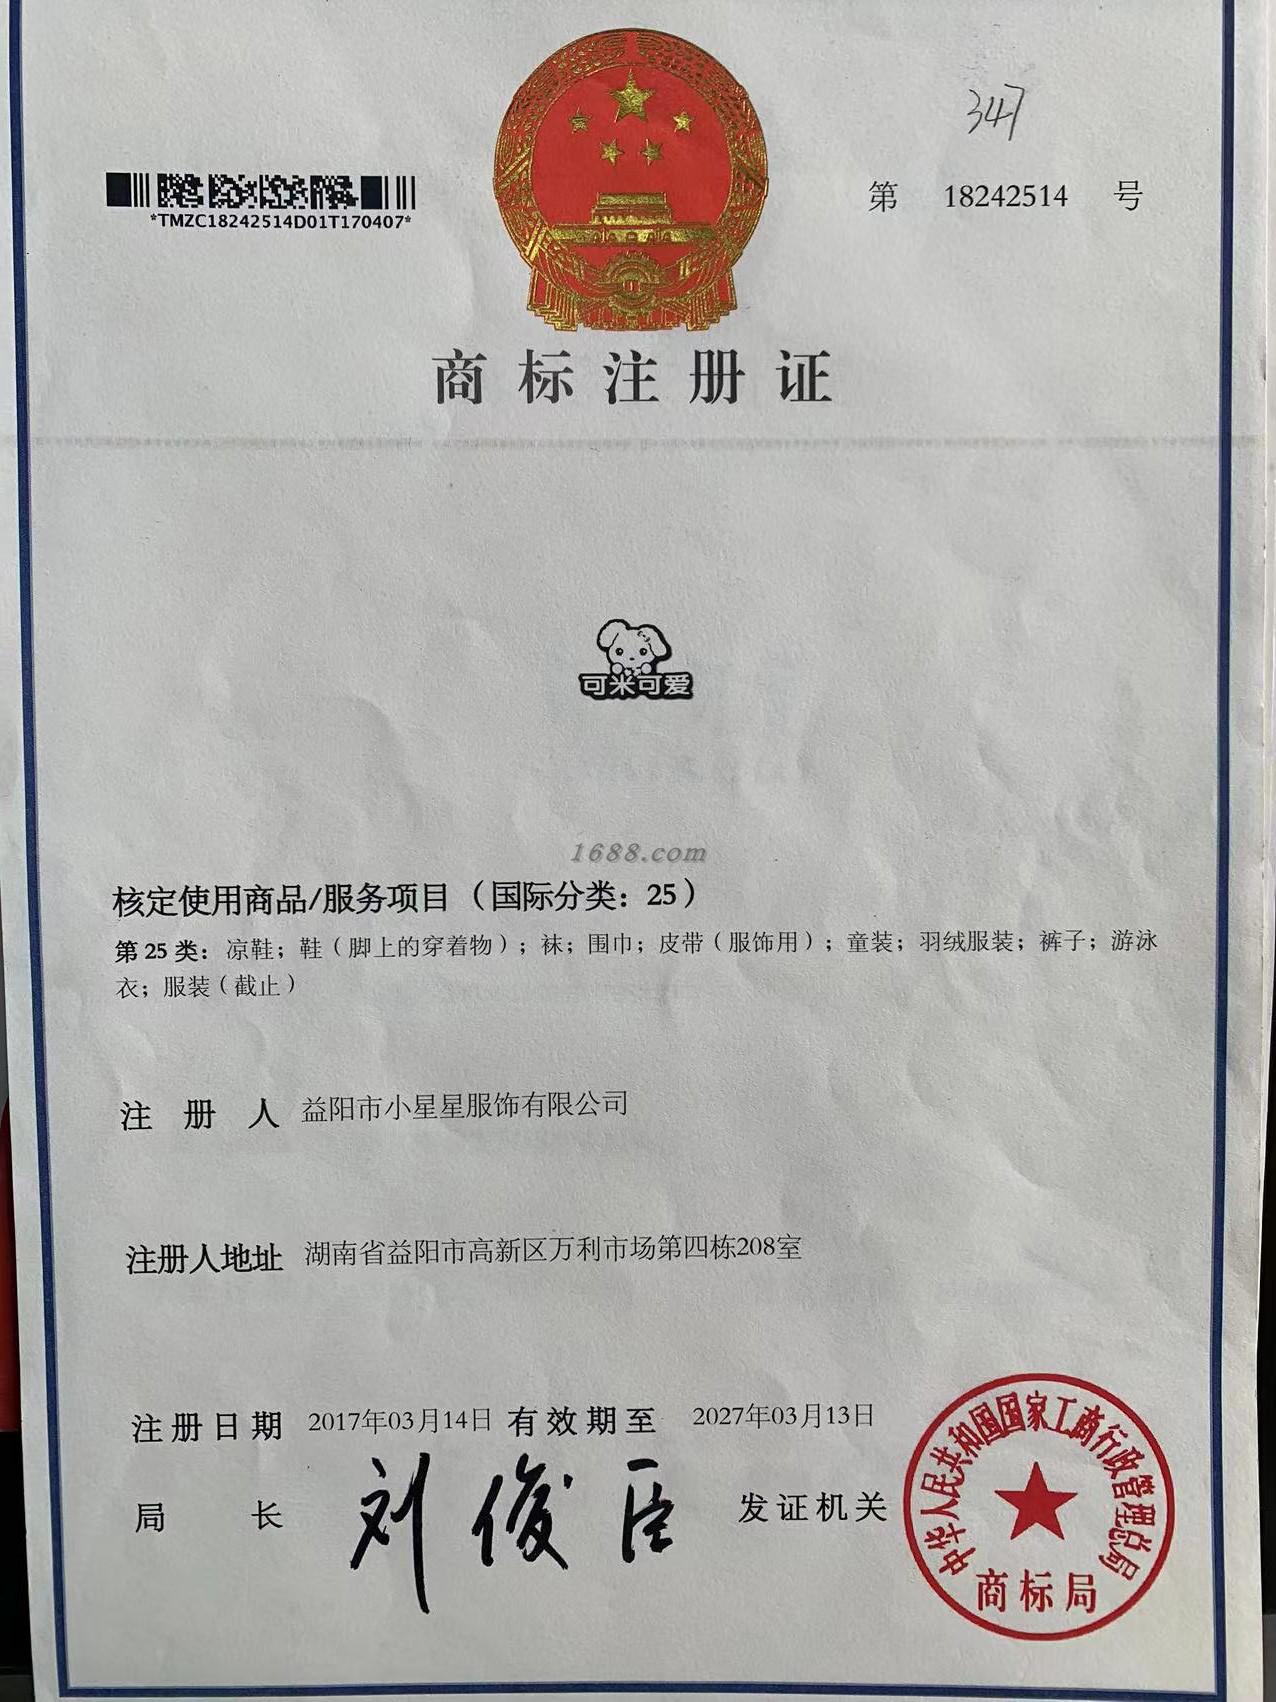 347
*TMZC18242514D01T170407*
第 18242514 号
商标注册证
可米可爱
1688.com
核定使用商品/服务项目（国际分类：25）
第 25 类：凉鞋；鞋（脚上的穿着物）；袜；围巾；皮带（服饰用）；童装；羽绒服装；裤子；游泳
衣；服装（截止）
注册人 益阳市小星星服饰有限公司
注册人地址 湖南省益阳市高新区万利市场第四栋208室
注册日期 2017年03月14日 有效期至 2027年03月13日
局长 刘俊臣 发证机关
中华人民共和国国家工商行政管理总局
商标局